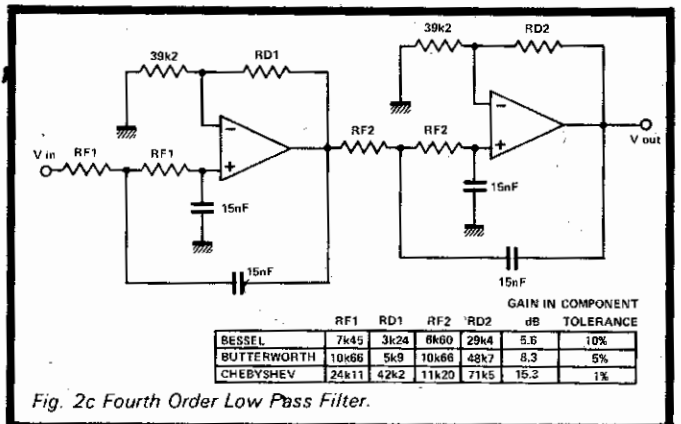 39k2
RD2
39k2
RD1
V in
RF1
RF1
RF2
RF2
V out
−
+
−
+
15nF
15nF
15nF
15nF
GAIN IN COMPONENT
RF1 RD1 RF2 RD2 dB TOLERANCE
BESSEL 7k45 3k24 6k60 29k4 5.6 10%
BUTTERWORTH 10k66 5k9 10k66 48k7 8.3 5%
CHEBYSHEV 24k11 42k2 11k20 71k5 15.3 1%
Fig. 2c Fourth Order Low Pass Filter.